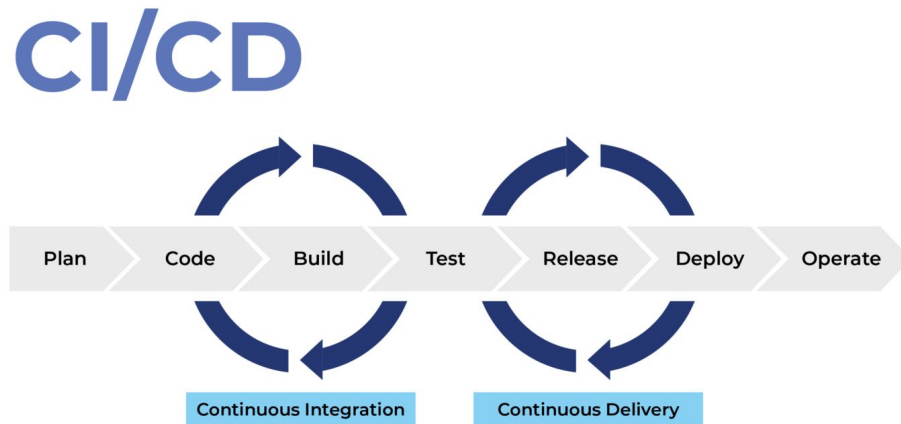 CI/CD
Plan Code Build Test Release Deploy Operate
Continuous Integration Continuous Delivery